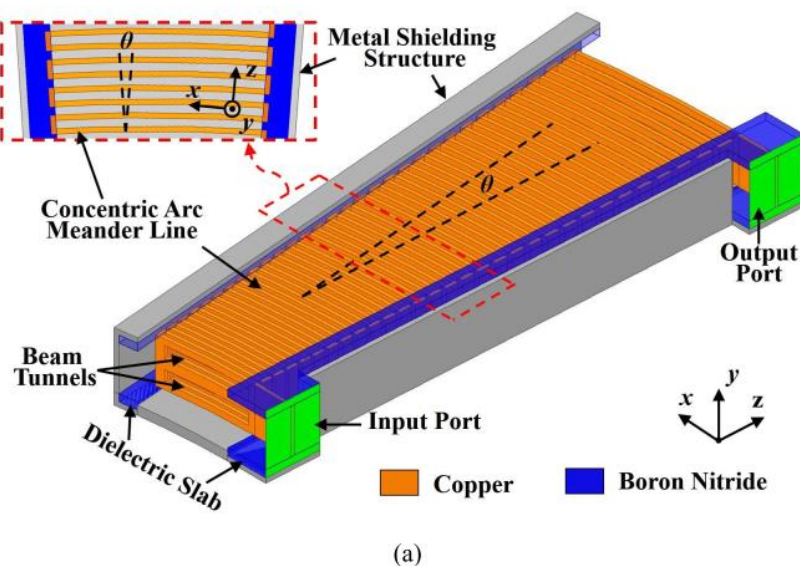 θ
z
x
y
Metal Shielding
Structure
Concentric Arc
Meander Line
θ
Output
Port
Beam
Tunnels
Dielectric Slab
Input Port
y
x
z
Copper
Boron Nitride
(a)